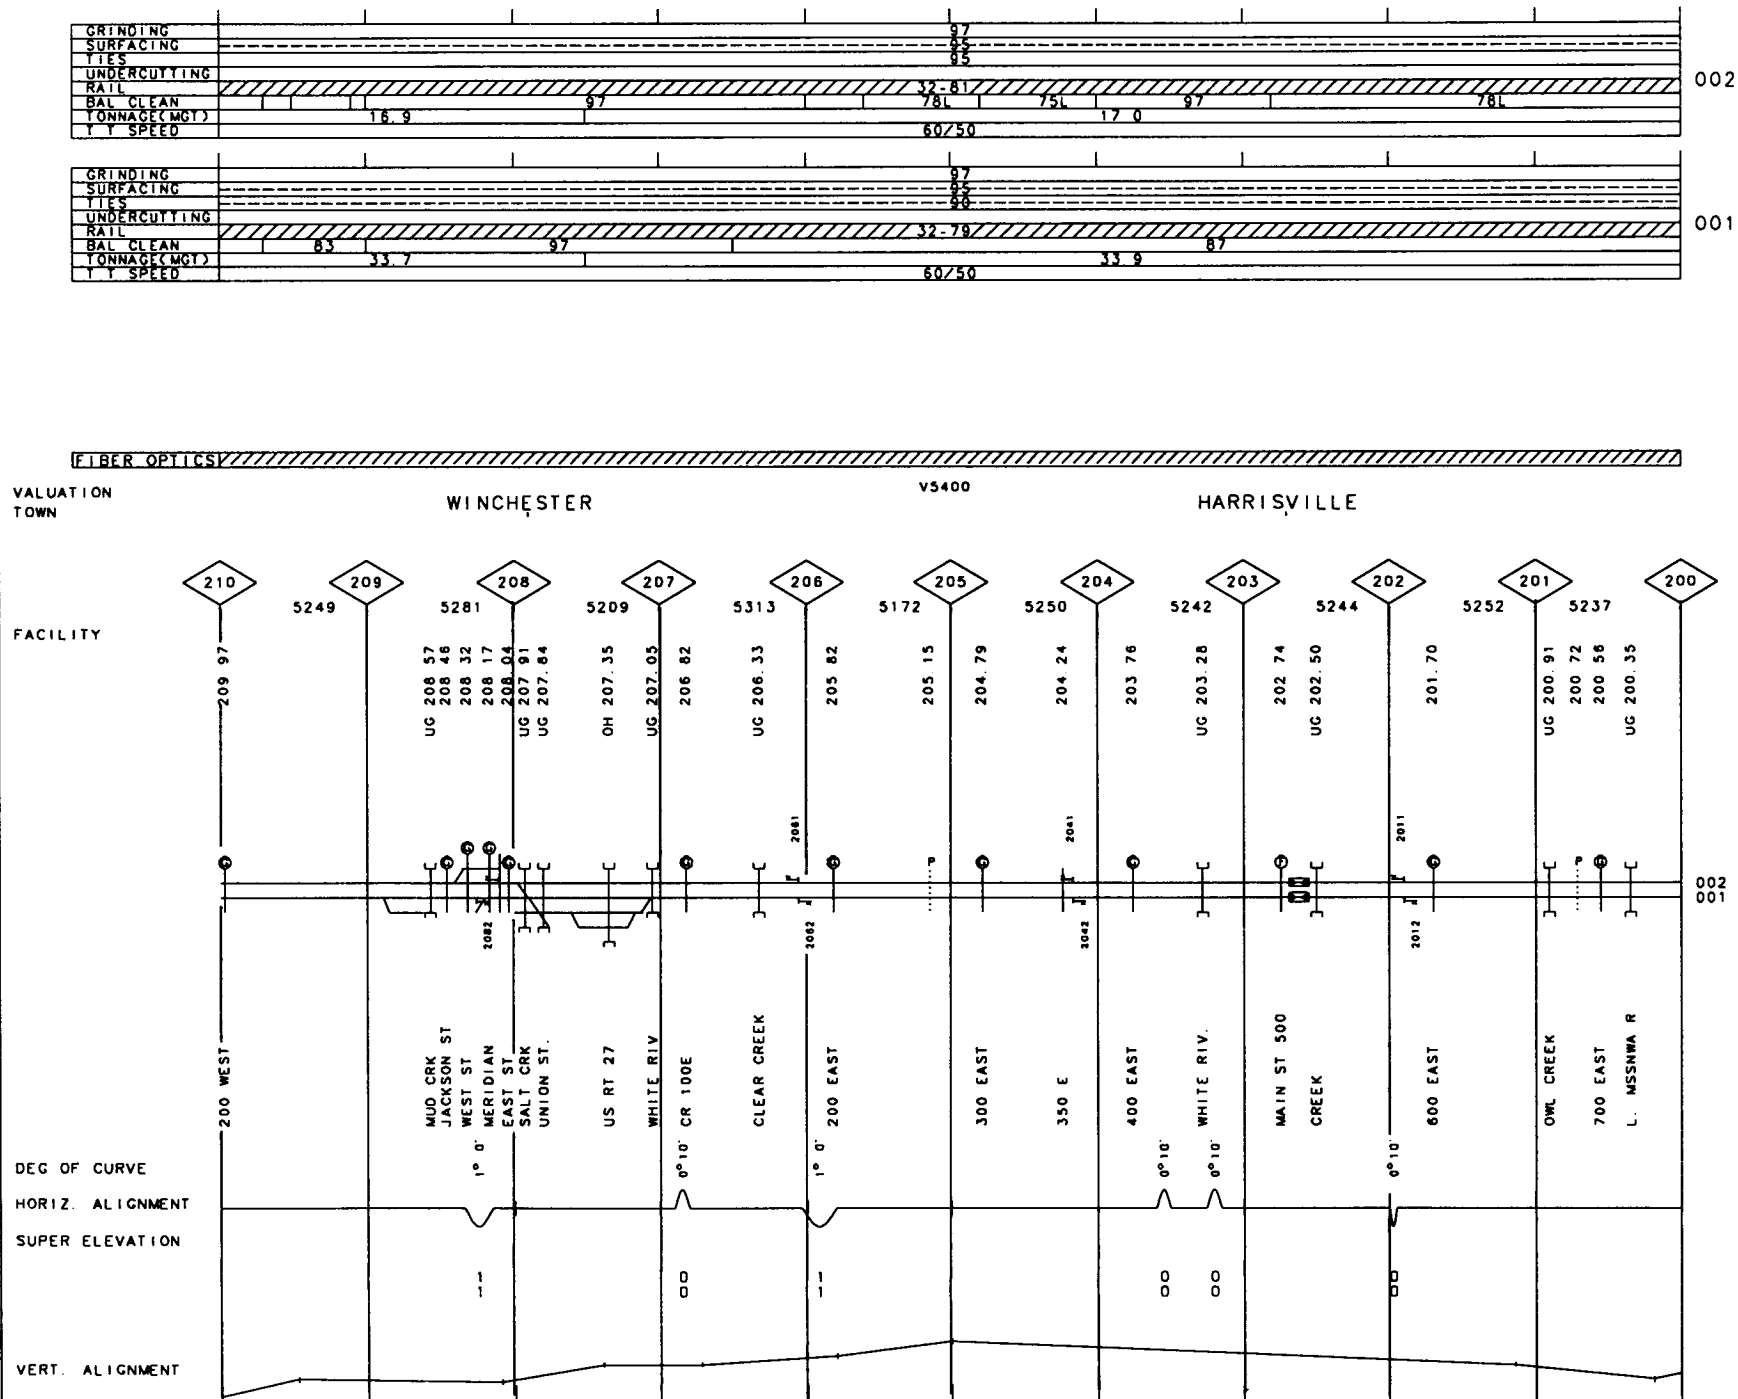 GRINDING 97
SURFACING 95
TIES 95
UNDERCUTTING
RAIL 32-81 002
BAL CLEAN 97 78L 75L 97 78L
TONNAGE(MGT) 16.9 17 0
T T SPEED 60/50
GRINDING 97
SURFACING 95
TIES 90
UNDERCUTTING
RAIL 32-79 001
BAL CLEAN 83 97 87
TONNAGE(MGT) 33.7 33 9
T T SPEED 60/50
FIBER OPTICS
VALUATION V5400
TOWN WINCHESTER HARRISVILLE
210 209 208 207 206 205 204 203 202 201 200
5249 5281 5209 5313 5172 5250 5242 5244 5252 5237
FACILITY
209 97
UG 208 57
208 46
208 32
208 17
208.04
UG 207 91
UG 207.84
OH 207.35
UG 207.05
206 82
UG 206.33
205 82
205.15
204.79
204.24
203 76
UG 203.28
202 74
UG 202.50
201.70
UG 200.91
200 72
200 56
UG 200.35
2061 2041 2011
P P
002
001
2082 2062 2042 2012
200 WEST
MUD CRK
JACKSON ST
WEST ST
MERIDIAN
EAST ST
SALT CRK
UNION ST.
US RT 27
WHITE RIV
CR 100E
CLEAR CREEK
200 EAST
300 EAST
350 E
400 EAST
WHITE RIV.
MAIN ST 500
CREEK
600 EAST
OWL CREEK
700 EAST
L. MSSNWA R
DEG OF CURVE 1° 0' 0°10' 1° 0' 0°10' 0°10' 0°10'
HORIZ. ALIGNMENT
SUPER ELEVATION
1 0 1 0 0 0
1 0 1 0 0 0
VERT. ALIGNMENT